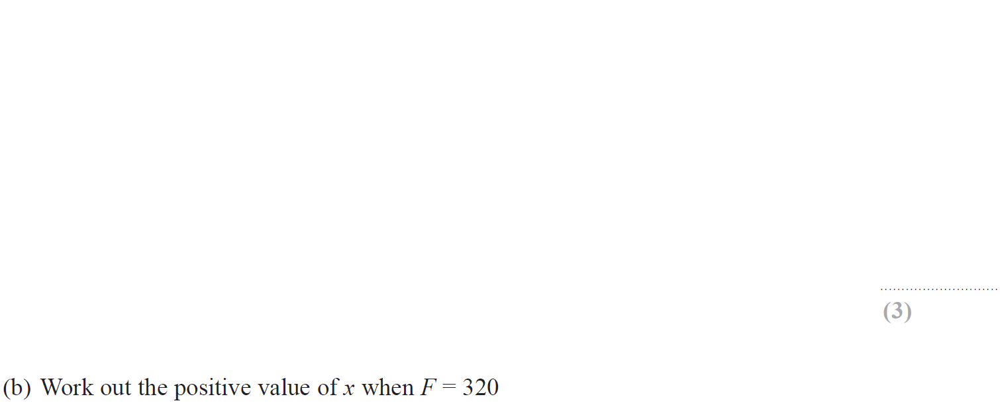 (3)
(b) Work out the positive value of x when F = 320